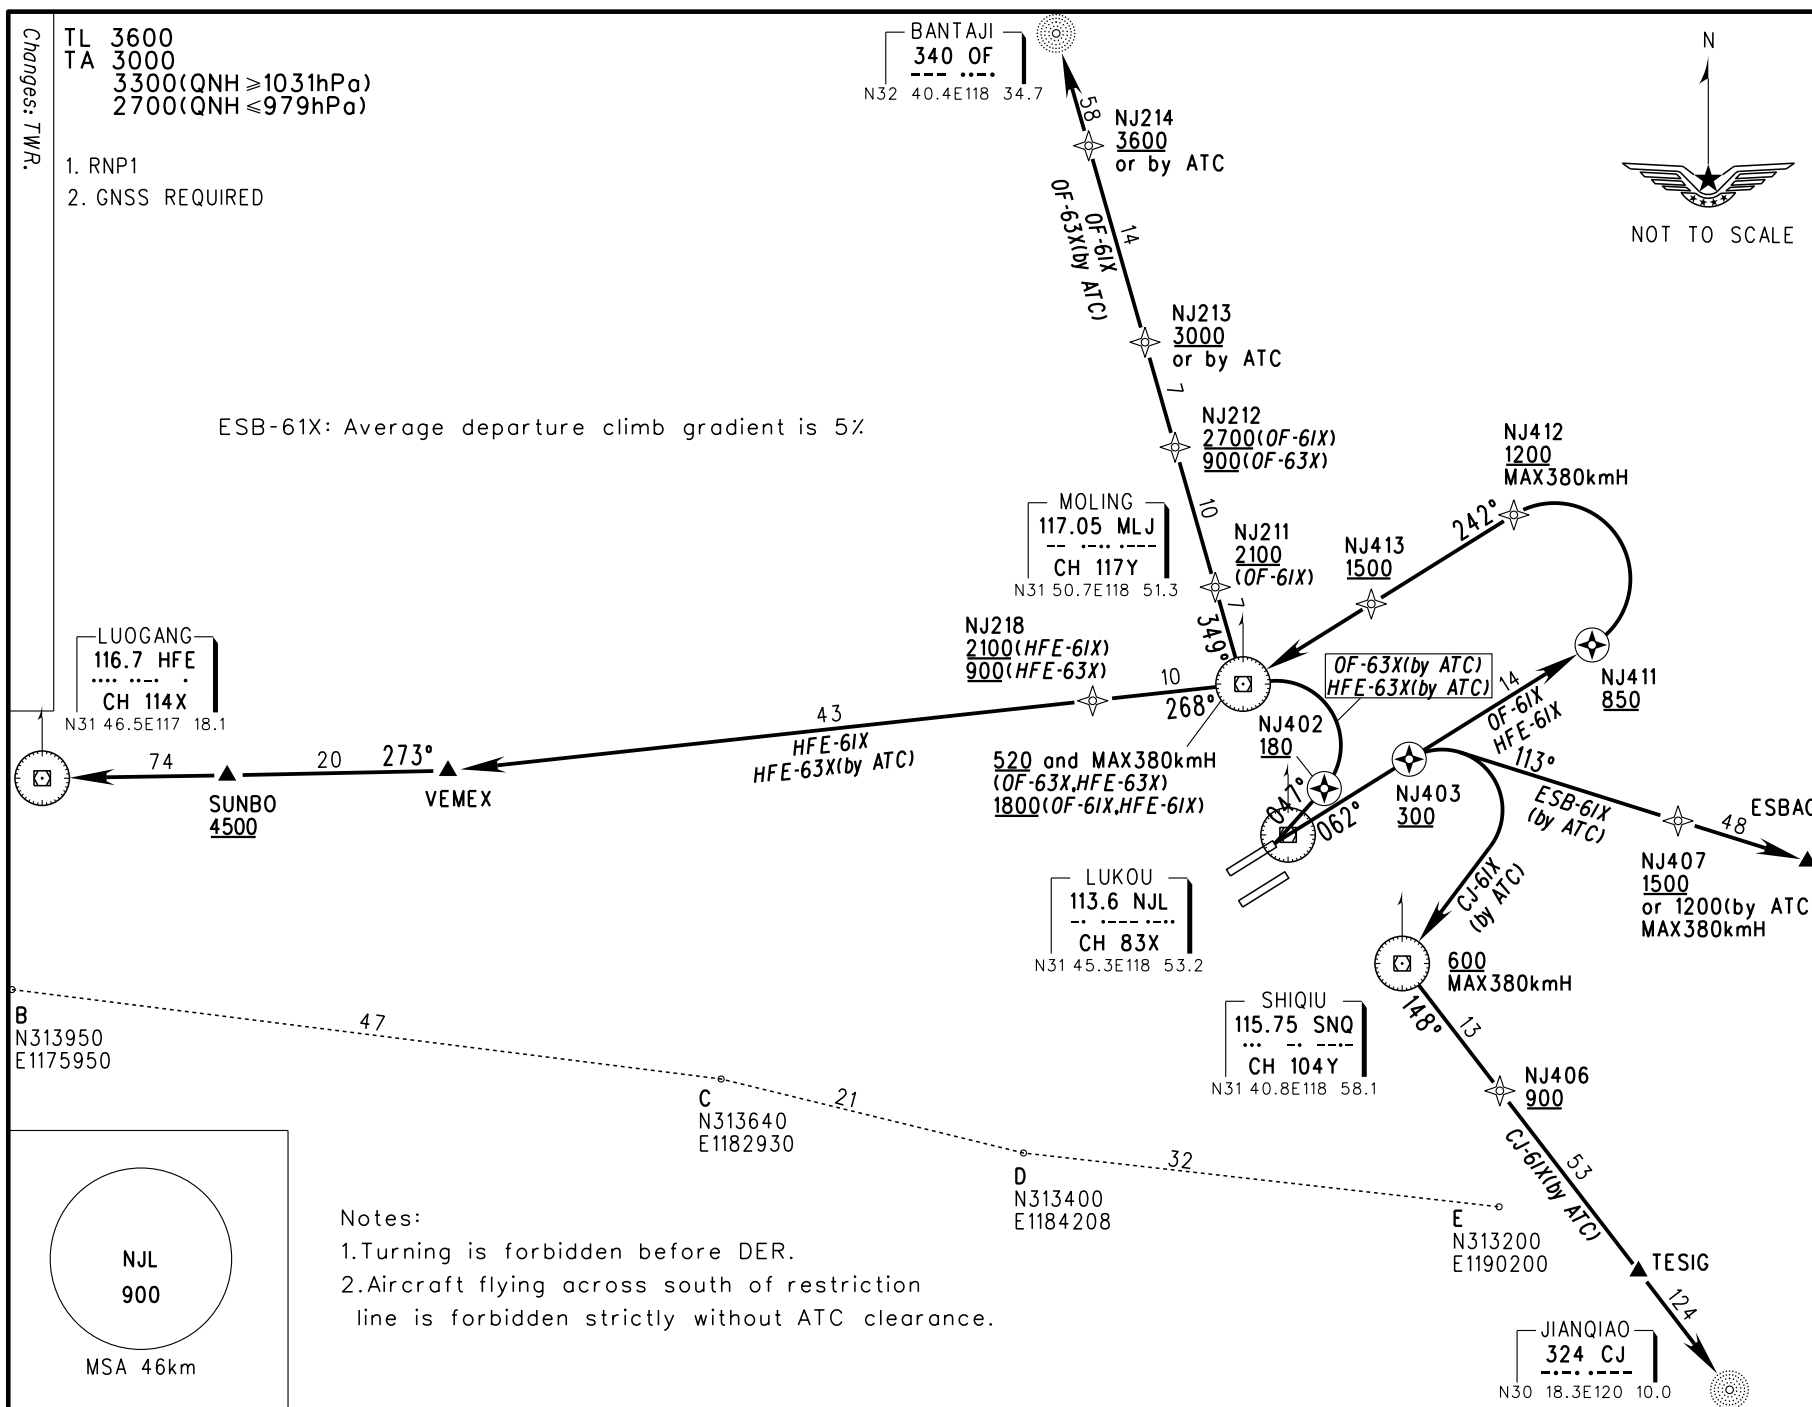 Changes: TWR.
TL 3600
TA 3000
3300(QNH ≥1031hPa)
2700(QNH ≤979hPa)
1. RNP1
2. GNSS REQUIRED
BANTAJI
340 OF
N32 40.4E118 34.7
N
NOT TO SCALE
58
NJ214
3600
or by ATC
OF-61X
OF-63X(by ATC)
14
NJ213
3000
or by ATC
7
ESB-61X: Average departure climb gradient is 5%
NJ212
2700(OF-61X)
900(OF-63X)
10
NJ412
1200
MAX380kmH
242°
MOLING
117.05 MLJ
CH 117Y
N31 50.7E118 51.3
NJ211
2100
(OF-61X)
7
349°
NJ413
1500
LUOGANG
116.7 HFE
CH 114X
N31 46.5E117 18.1
NJ218
2100(HFE-61X)
900(HFE-63X)
10
268°
OF-63X(by ATC)
HFE-63X(by ATC)
14
OF-61X
HFE-61X
NJ411
850
43
HFE-61X
HFE-63X(by ATC)
NJ402
180
74
20
273°
SUNBO
4500
VEMEX
520 and MAX380kmH
(OF-63X,HFE-63X)
1800(OF-61X,HFE-61X)
047°
062°
NJ403
300
113°
ESB-61X
(by ATC)
48
ESBAG
NJ407
1500
or 1200(by ATC
MAX380kmH
LUKOU
113.6 NJL
CH 83X
N31 45.3E118 53.2
CJ-61X
(by ATC)
600
MAX380kmH
SHIQIU
115.75 SNQ
CH 104Y
N31 40.8E118 58.1
148°
13
NJ406
900
B
N313950
E1175950
47
C
N313640
E1182930
21
D
N313400
E1184208
32
E
N313200
E1190200
CJ-61X(by ATC)
53
TESIG
124
JIANQIAO
324 CJ
N30 18.3E120 10.0
NJL
900
MSA 46km
Notes:
1.Turning is forbidden before DER.
2.Aircraft flying across south of restriction
line is forbidden strictly without ATC clearance.